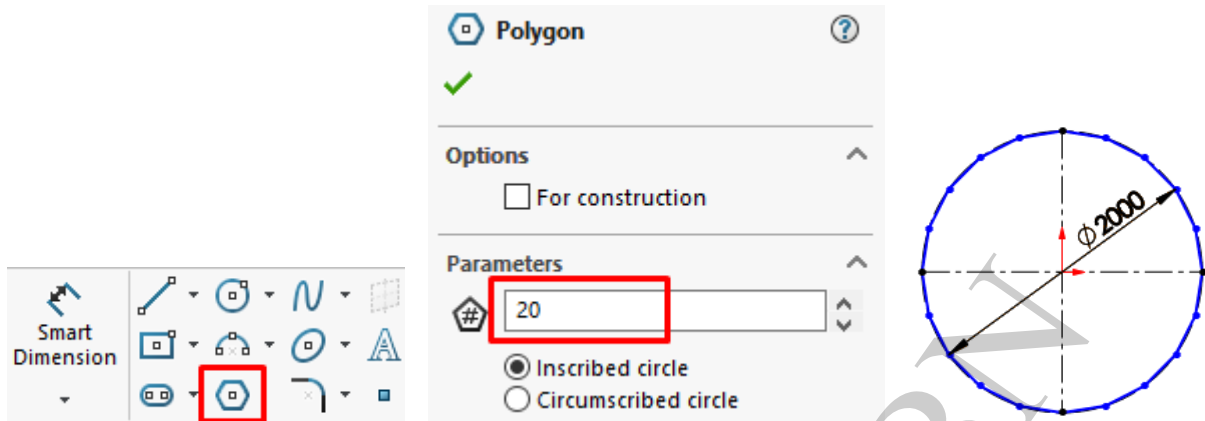 Smart
Dimension
Polygon
Options
For construction
Parameters
20
Inscribed circle
Circumscribed circle
ϕ2000